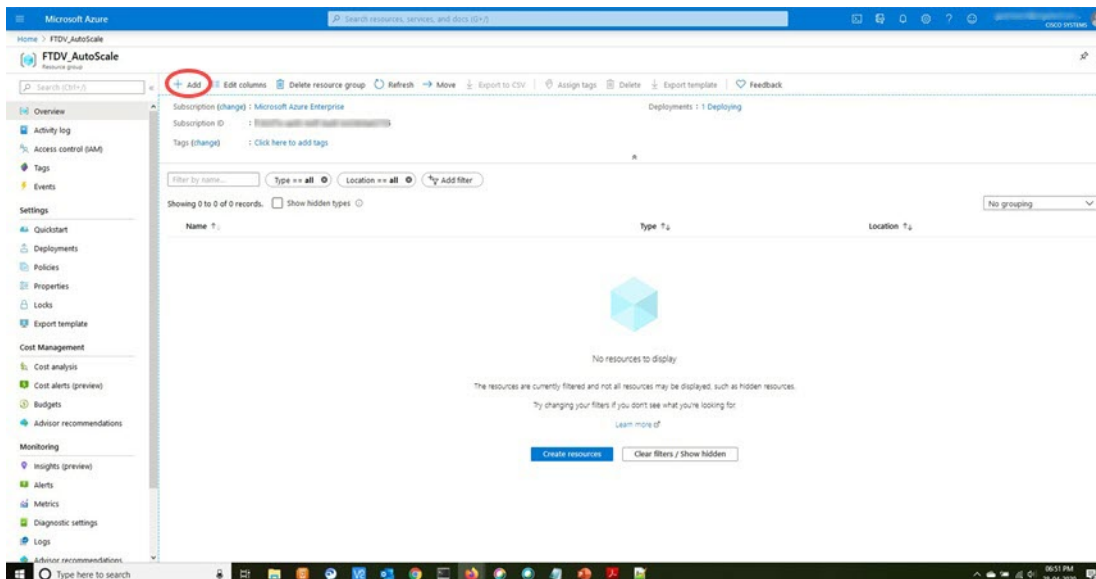 Microsoft Azure
Search resources, services, and docs (G+/)
CISCO SYSTEMS
Home > FTDV_AutoScale
FTDV_AutoScale
Resource group
Search (Ctrl+/)
Add
Edit columns
Delete resource group
Refresh
Move
Export to CSV
Assign tags
Delete
Export template
Feedback
Overview
Activity log
Access control (IAM)
Tags
Events
Settings
Quickstart
Deployments
Policies
Properties
Locks
Export template
Cost Management
Cost analysis
Cost alerts (preview)
Budgets
Advisor recommendations
Monitoring
Insights (preview)
Alerts
Metrics
Diagnostic settings
Logs
Advisor recommendations
Subscription (change) : Microsoft Azure Enterprise
Deployments : 1 Deploying
Subscription ID :
Tags (change) : Click here to add tags
Filter by name...
Type == all
Location == all
Add filter
Showing 0 to 0 of 0 records.
Show hidden types
No grouping
Name
Type
Location
No resources to display
The resources are currently filtered and not all resources may be displayed, such as hidden resources.
Try changing your filters if you don't see what you're looking for.
Learn more
Create resources
Clear filters / Show hidden
Type here to search
06:51 PM